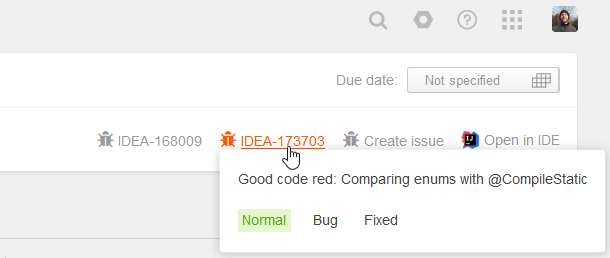 Due date: Not specified
IDEA-168009 IDEA-173703 Create issue Open in IDE
Good code red: Comparing enums with @CompileStatic
Normal Bug Fixed